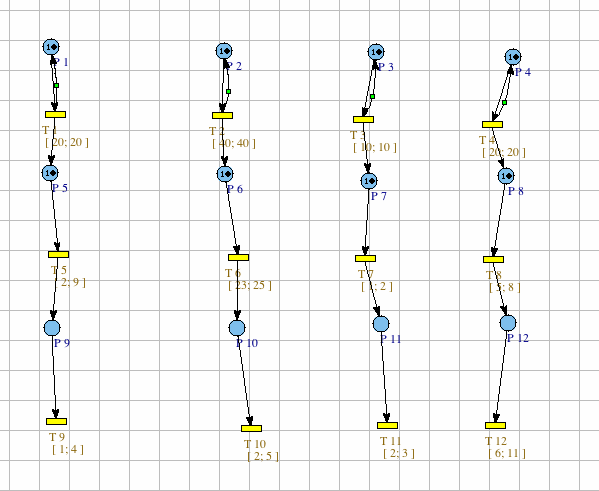 1 1 1 1
P 1 P 2 P 3 P 4
T 2 T 3 T 4
[ 20; 20 ] [ 40; 40 ] [ 10; 10 ] [ 20; 20 ]
1 1 1 1
P 5 P 6 P 7 P 8
T 5 T 6 T 7 T 8
[ 2; 9 ] [ 23; 25 ] [ 1; 2 ] [ 5; 8 ]
P 9 P 10 P 11 P 12
T 9 T 10 T 11 T 12
[ 1; 4 ] [ 2; 5 ] [ 2; 3 ] [ 6; 11 ]